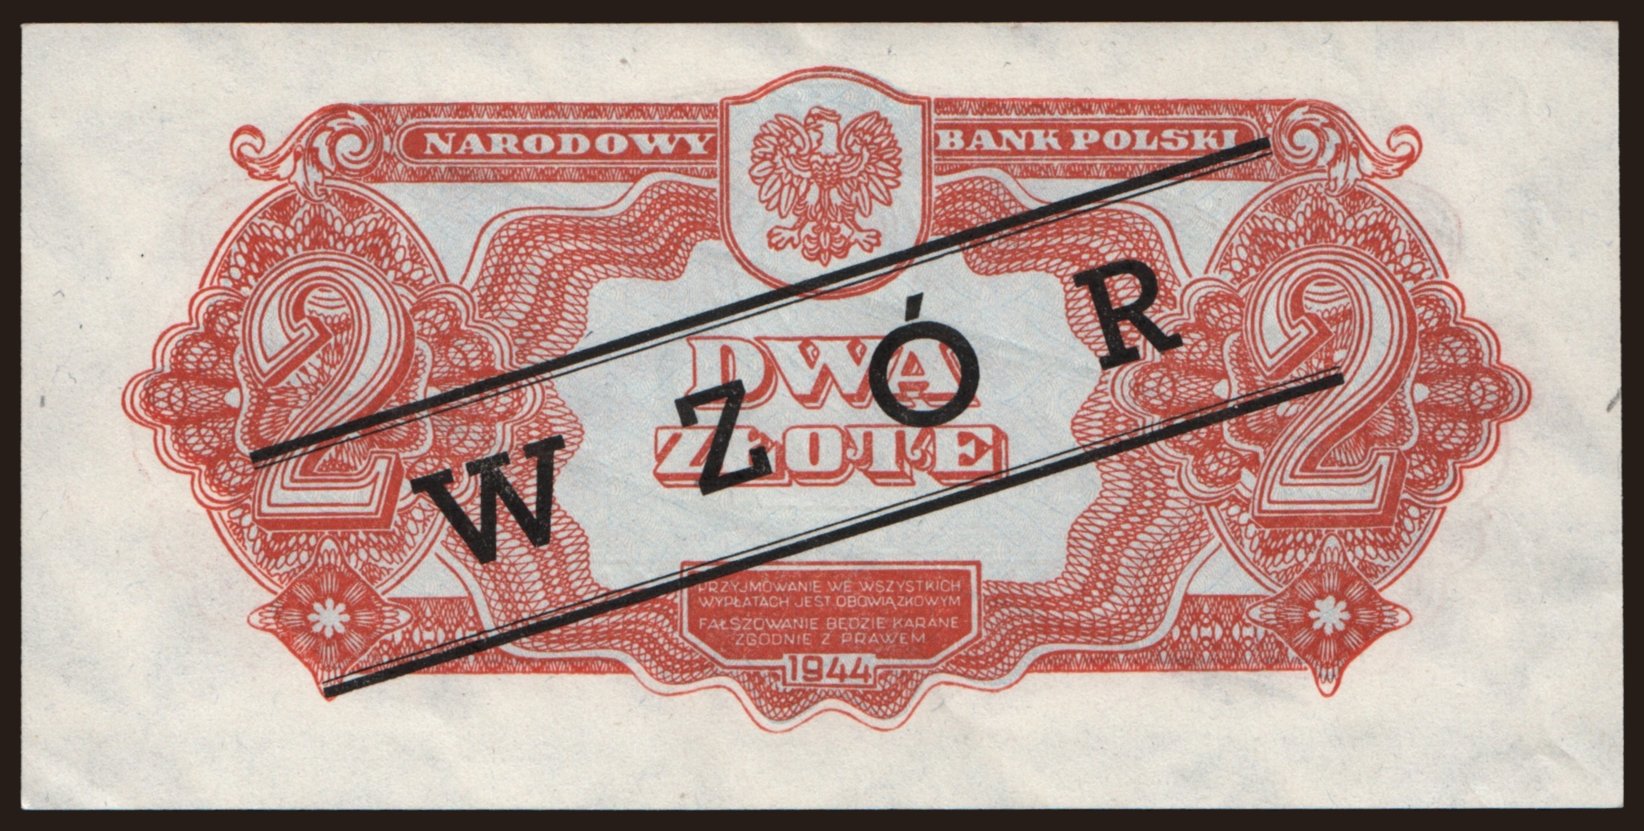 NARODOWY BANK POLSKI
2 2
DWA
ZŁOTE
WZÓR
PRZYJMOWANIE WE WSZYSTKICH
WYPŁATACH JEST OBOWIĄZKOWYM
FAŁSZOWANIE BĘDZIE KARANE
ZGODNIE Z PRAWEM
1944